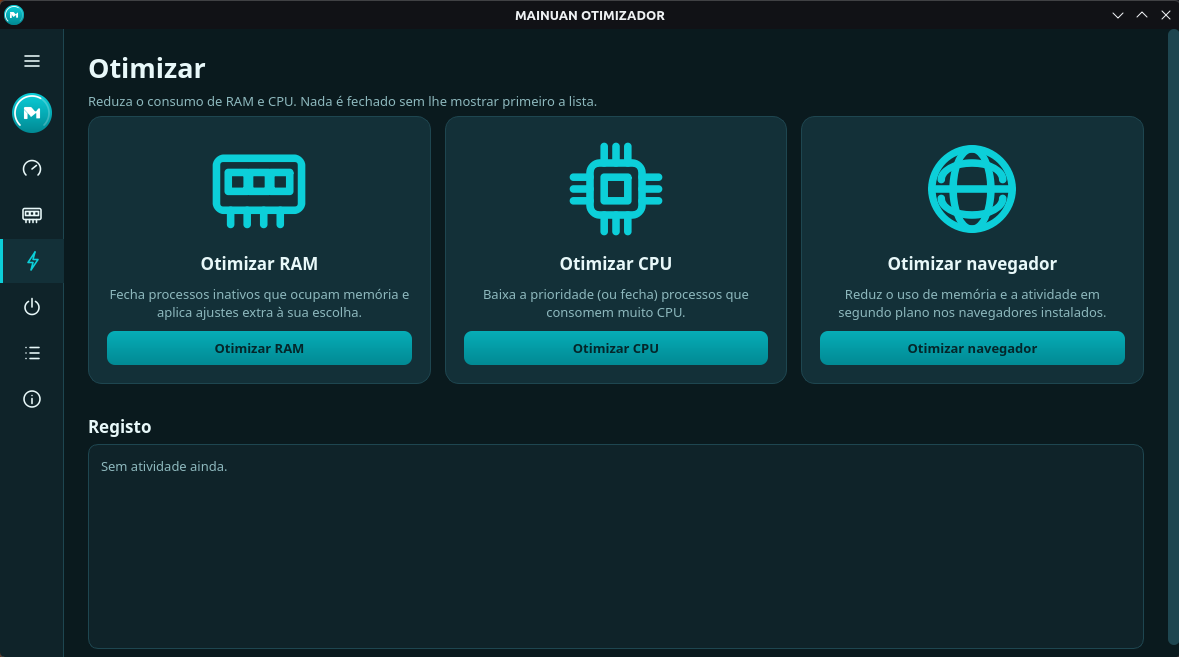 MAINUAN OTIMIZADOR
Otimizar
Reduza o consumo de RAM e CPU. Nada é fechado sem lhe mostrar primeiro a lista.
Otimizar RAM
Fecha processos inativos que ocupam memória e
aplica ajustes extra à sua escolha.
Otimizar RAM
Otimizar CPU
Baixa a prioridade (ou fecha) processos que
consomem muito CPU.
Otimizar CPU
Otimizar navegador
Reduz o uso de memória e a atividade em
segundo plano nos navegadores instalados.
Otimizar navegador
Registo
Sem atividade ainda.